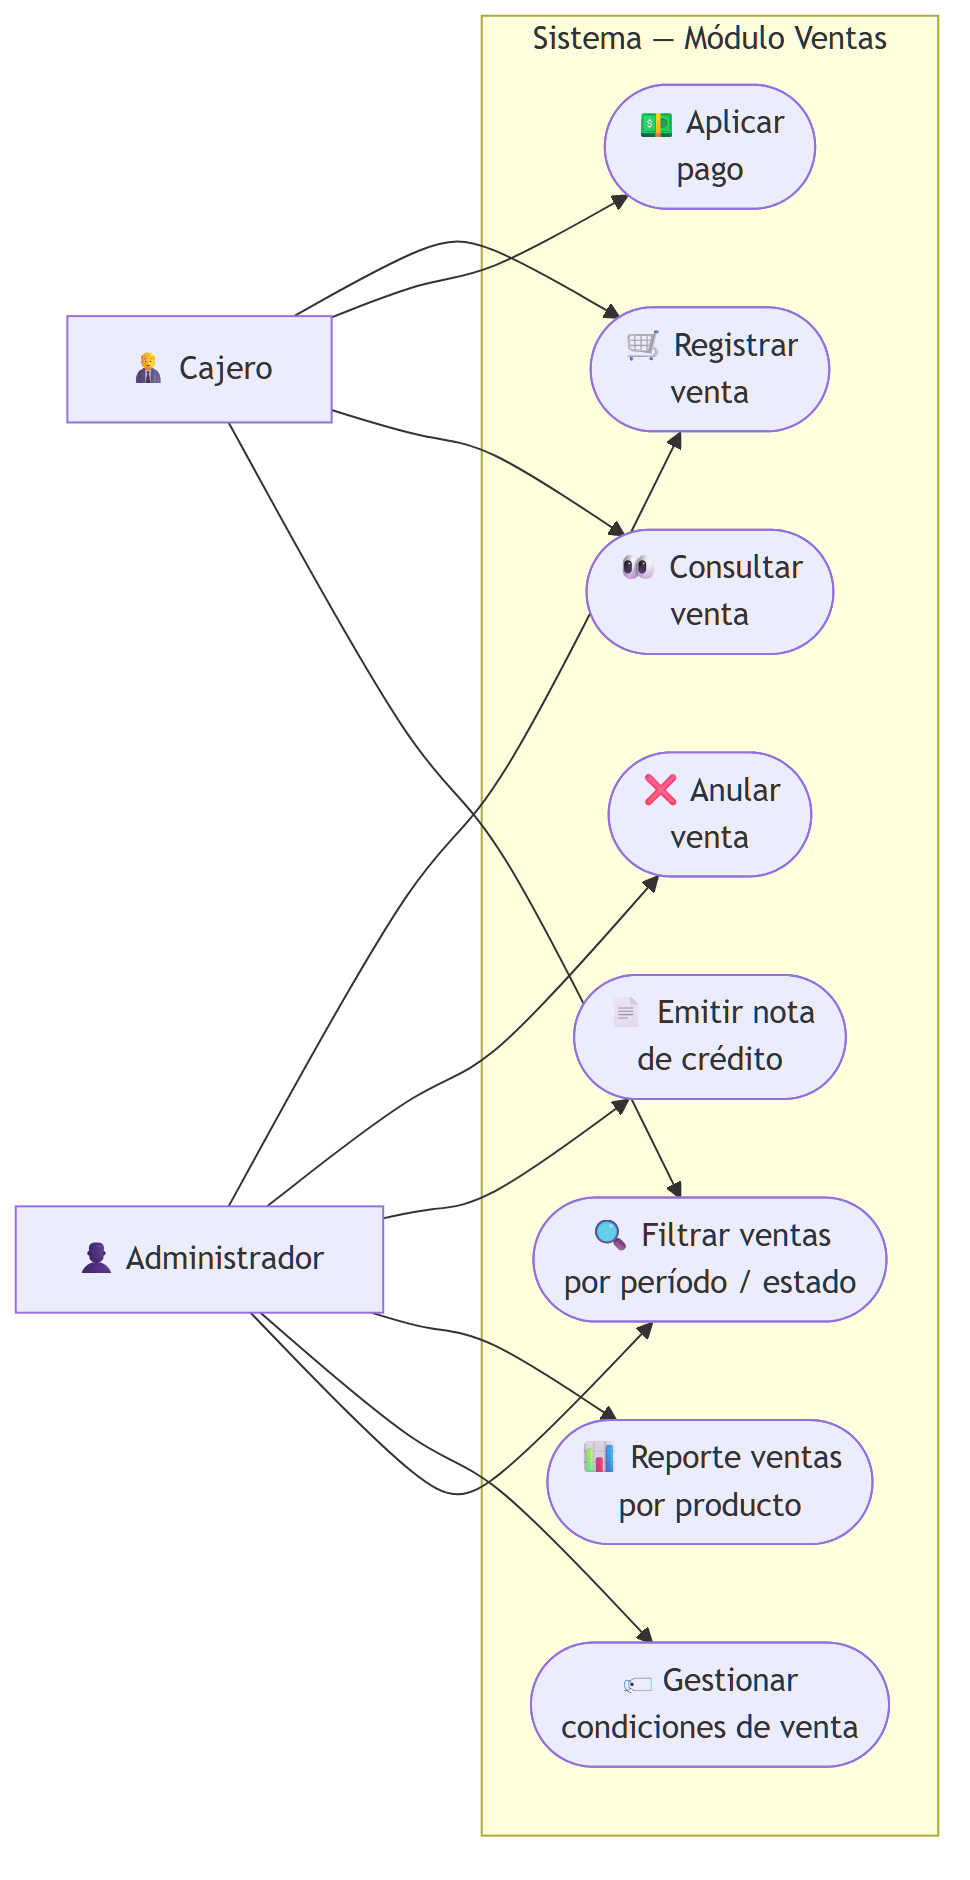 Sistema — Módulo Ventas
💵 Aplicar
pago
🛒 Registrar
venta
🤵 Cajero
👀 Consultar
venta
❌ Anular
venta
📄 Emitir nota
de crédito
👤 Administrador
🔍 Filtrar ventas
por período / estado
📊 Reporte ventas
por producto
🏷 Gestionar
condiciones de venta